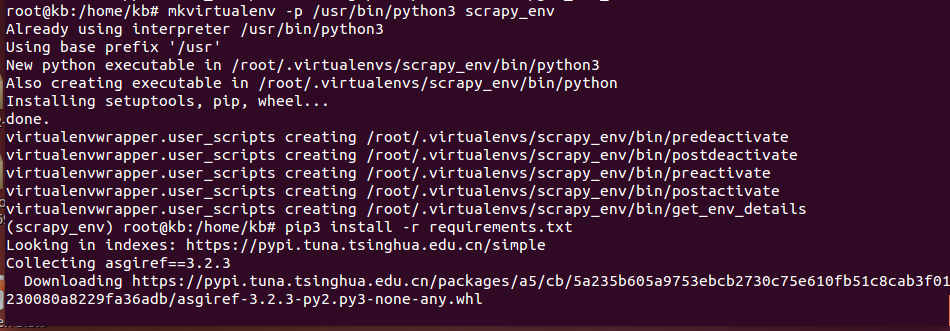 root@kb:/home/kb# mkvirtualenv -p /usr/bin/python3 scrapy_env
Already using interpreter /usr/bin/python3
Using base prefix '/usr'
New python executable in /root/.virtualenvs/scrapy_env/bin/python3
Also creating executable in /root/.virtualenvs/scrapy_env/bin/python
Installing setuptools, pip, wheel...
done.
virtualenvwrapper.user_scripts creating /root/.virtualenvs/scrapy_env/bin/predeactivate
virtualenvwrapper.user_scripts creating /root/.virtualenvs/scrapy_env/bin/postdeactivate
virtualenvwrapper.user_scripts creating /root/.virtualenvs/scrapy_env/bin/preactivate
virtualenvwrapper.user_scripts creating /root/.virtualenvs/scrapy_env/bin/postactivate
virtualenvwrapper.user_scripts creating /root/.virtualenvs/scrapy_env/bin/get_env_details
(scrapy_env) root@kb:/home/kb# pip3 install -r requirements.txt
Looking in indexes: https://pypi.tuna.tsinghua.edu.cn/simple
Collecting asgiref==3.2.3
  Downloading https://pypi.tuna.tsinghua.edu.cn/packages/a5/cb/5a235b605a9753ebcb2730c75e610fb51c8cab3f01
230080a8229fa36adb/asgiref-3.2.3-py2.py3-none-any.whl